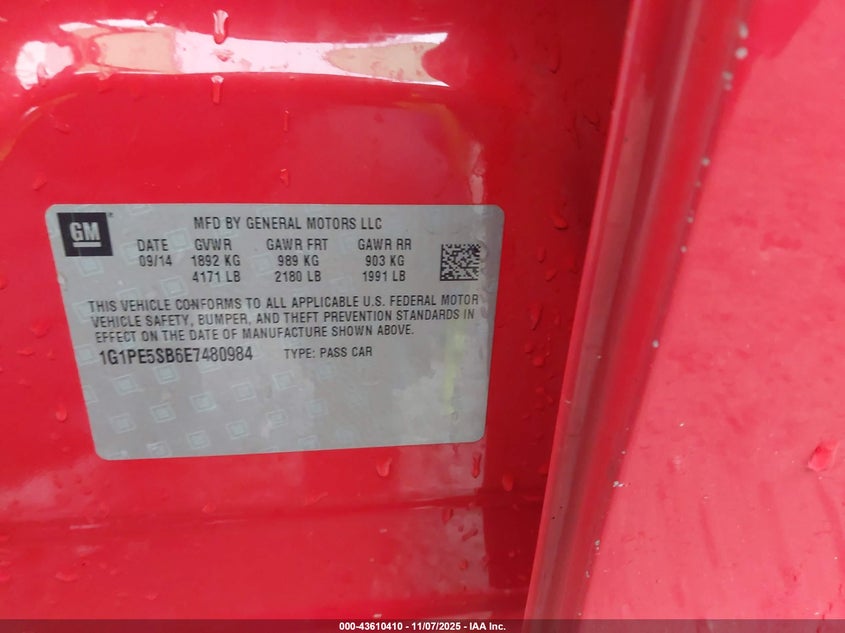 GM
MFD BY GENERAL MOTORS LLC
DATE GVWR GAWR FRT GAWR RR
09/14 1892 KG 989 KG 903 KG
4171 LB 2180 LB 1991 LB
THIS VEHICLE CONFORMS TO ALL APPLICABLE U.S. FEDERAL MOTOR
VEHICLE SAFETY, BUMPER, AND THEFT PREVENTION STANDARDS IN
EFFECT ON THE DATE OF MANUFACTURE SHOWN ABOVE.
1G1PE5SB6E7480984 TYPE: PASS CAR
000-43610410 - 11/07/2025 - IAA Inc.